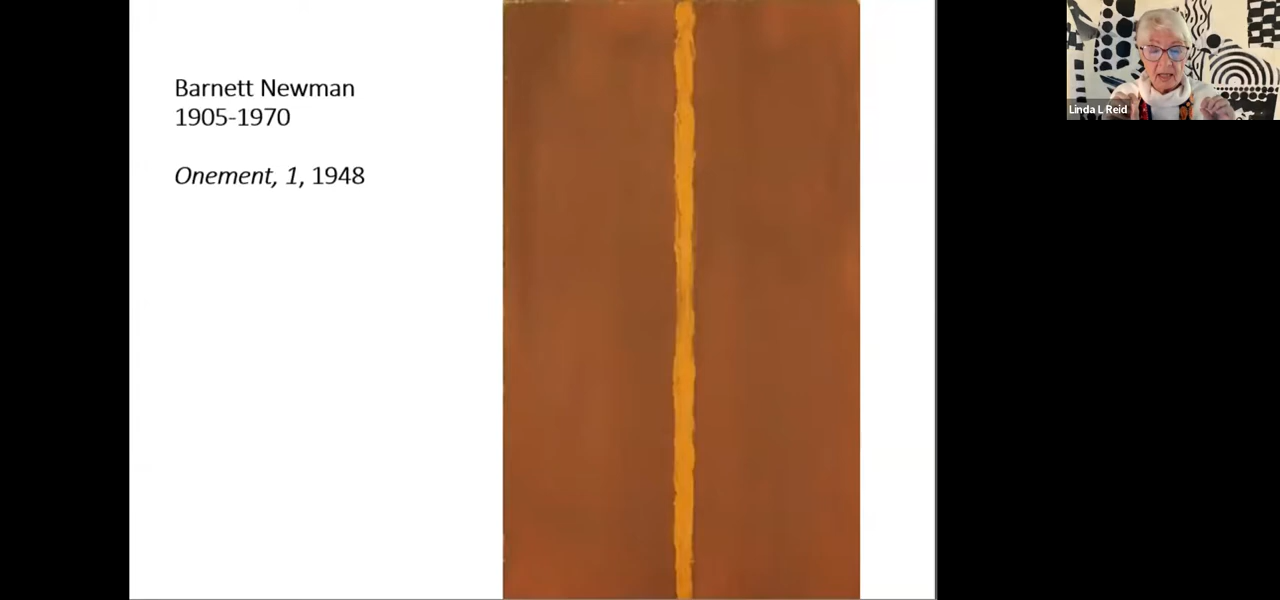 Barnett Newman
1905-1970
Onement, 1, 1948
Linda L Reid